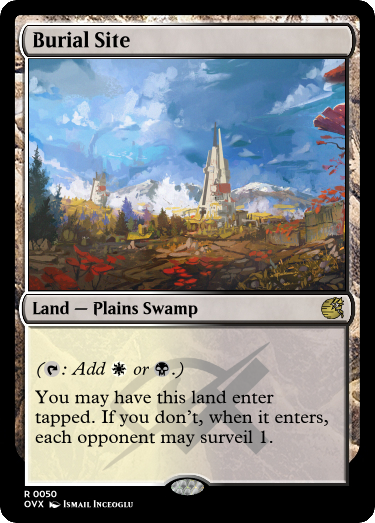 Burial Site
Land — Plains Swamp
(: Add or .)
You may have this land enter
tapped. If you don't, when it enters,
each opponent may surveil 1.
R 0050
OVX Ismail Inceoglu